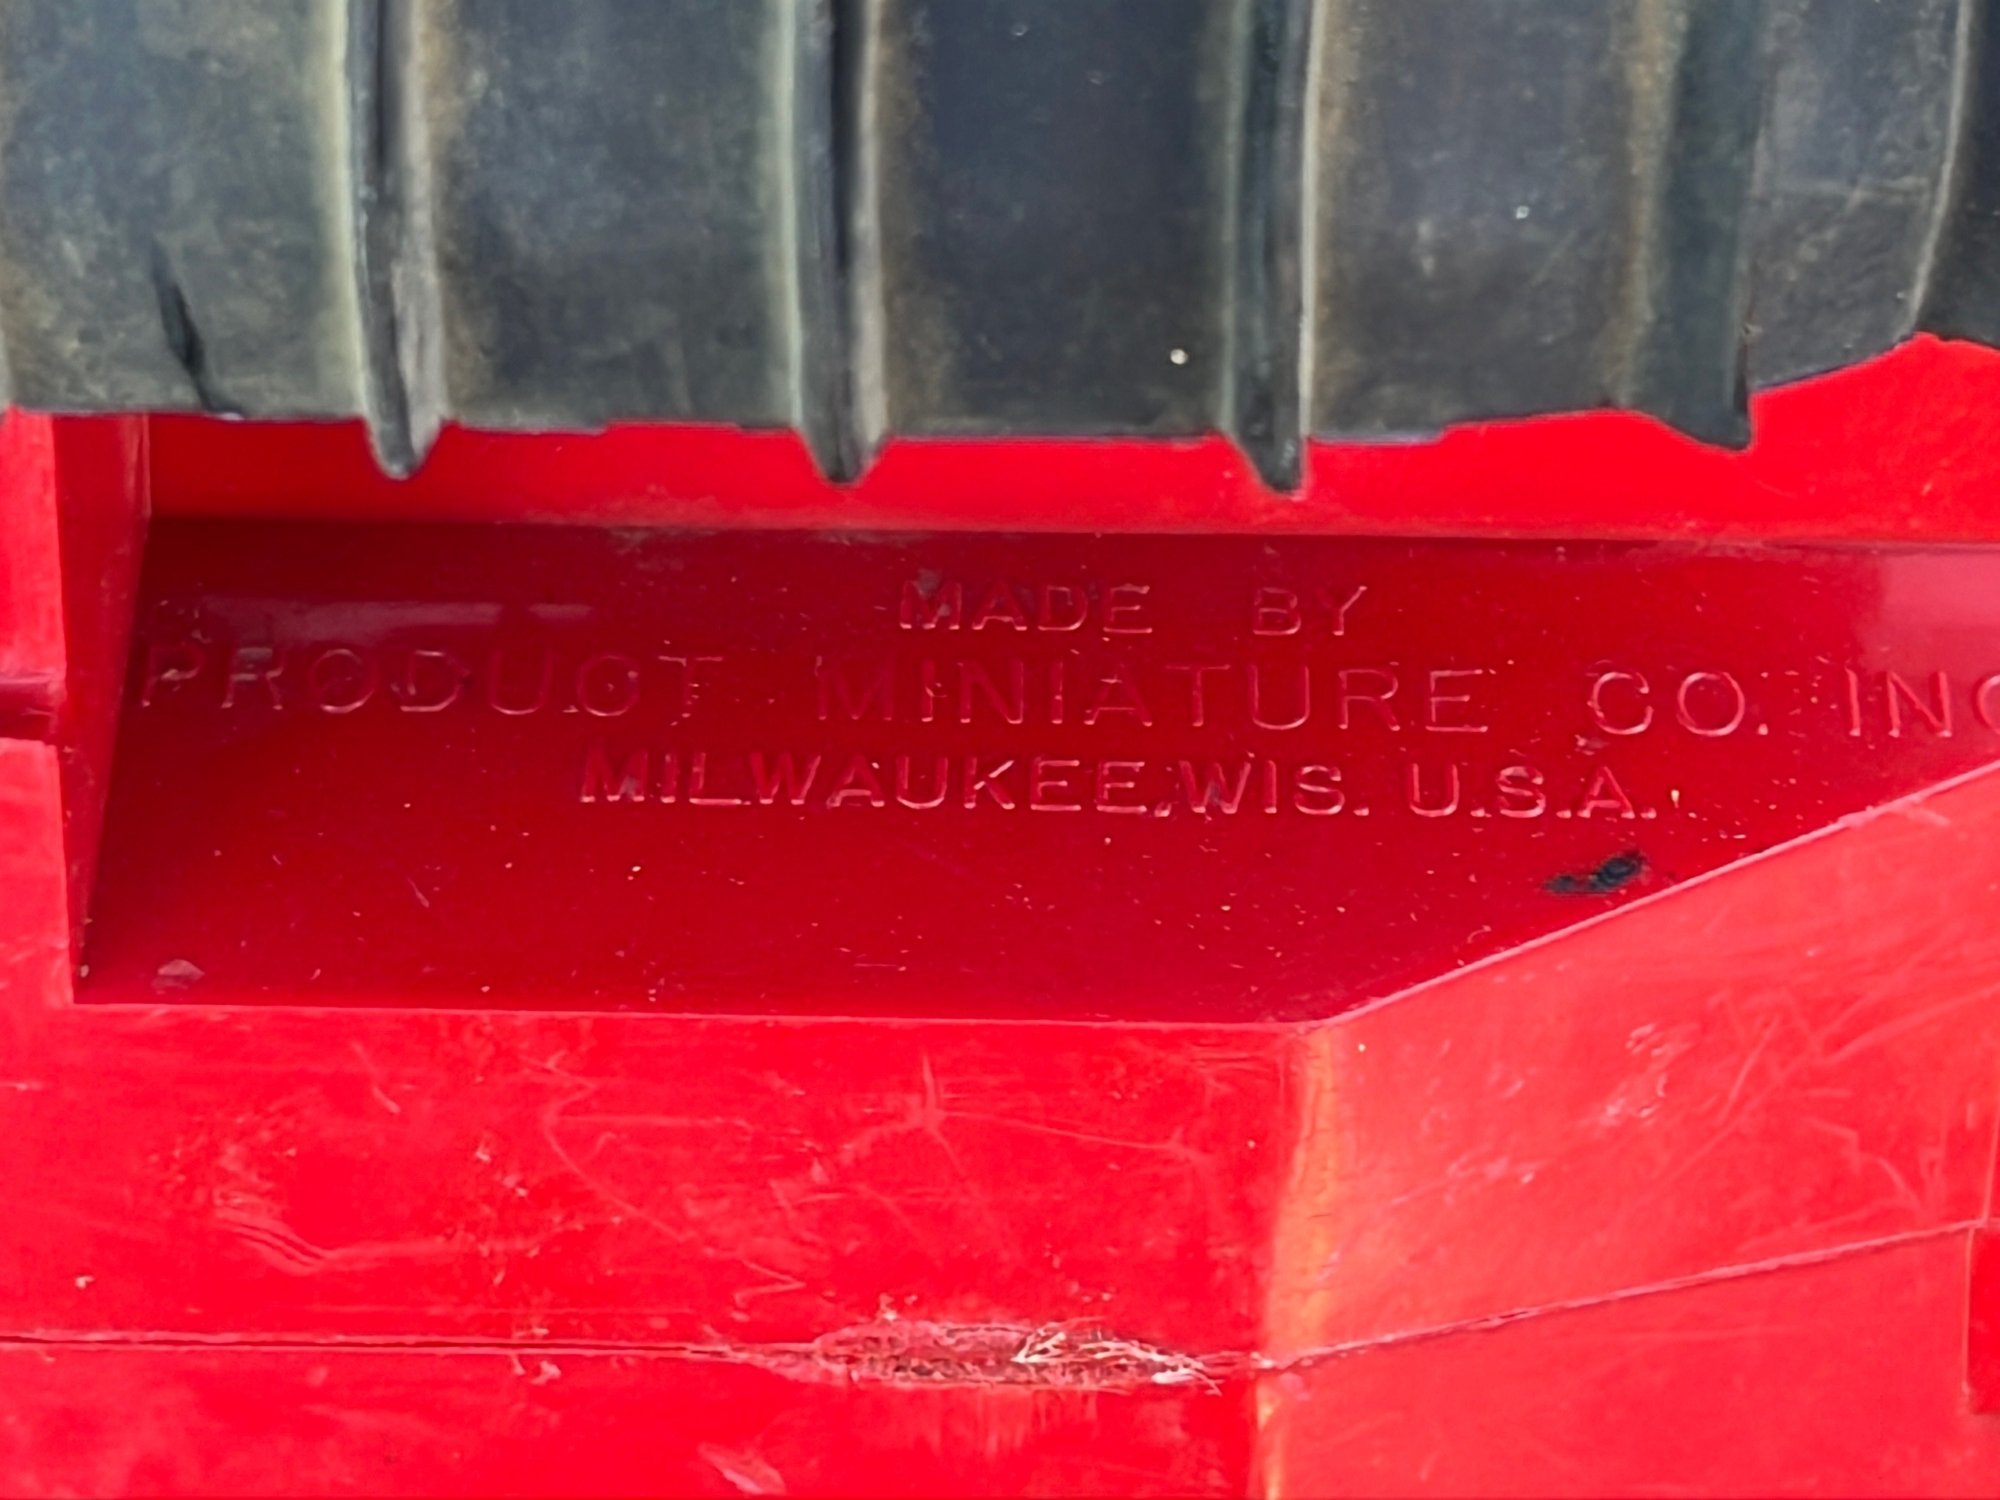 MADE BY
PRODUCT MINIATURE CO. INC
MILWAUKEE, WIS. U.S.A.